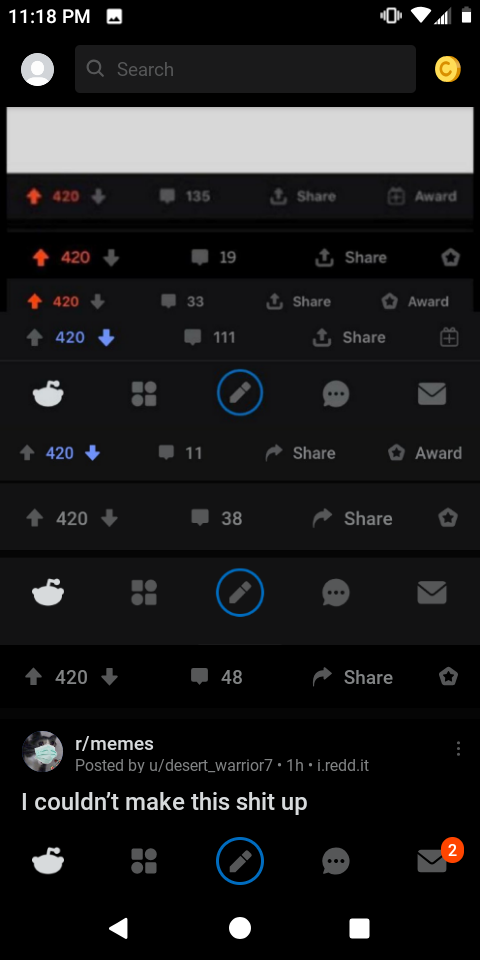 11:18 PM
Search
420 135 Share Award
420 19 Share
420 33 Share Award
420 111 Share
420 11 Share Award
420 38 Share
420 48 Share
r/memes
Posted by u/desert_warrior7 • 1h • i.redd.it
I couldn't make this shit up
2